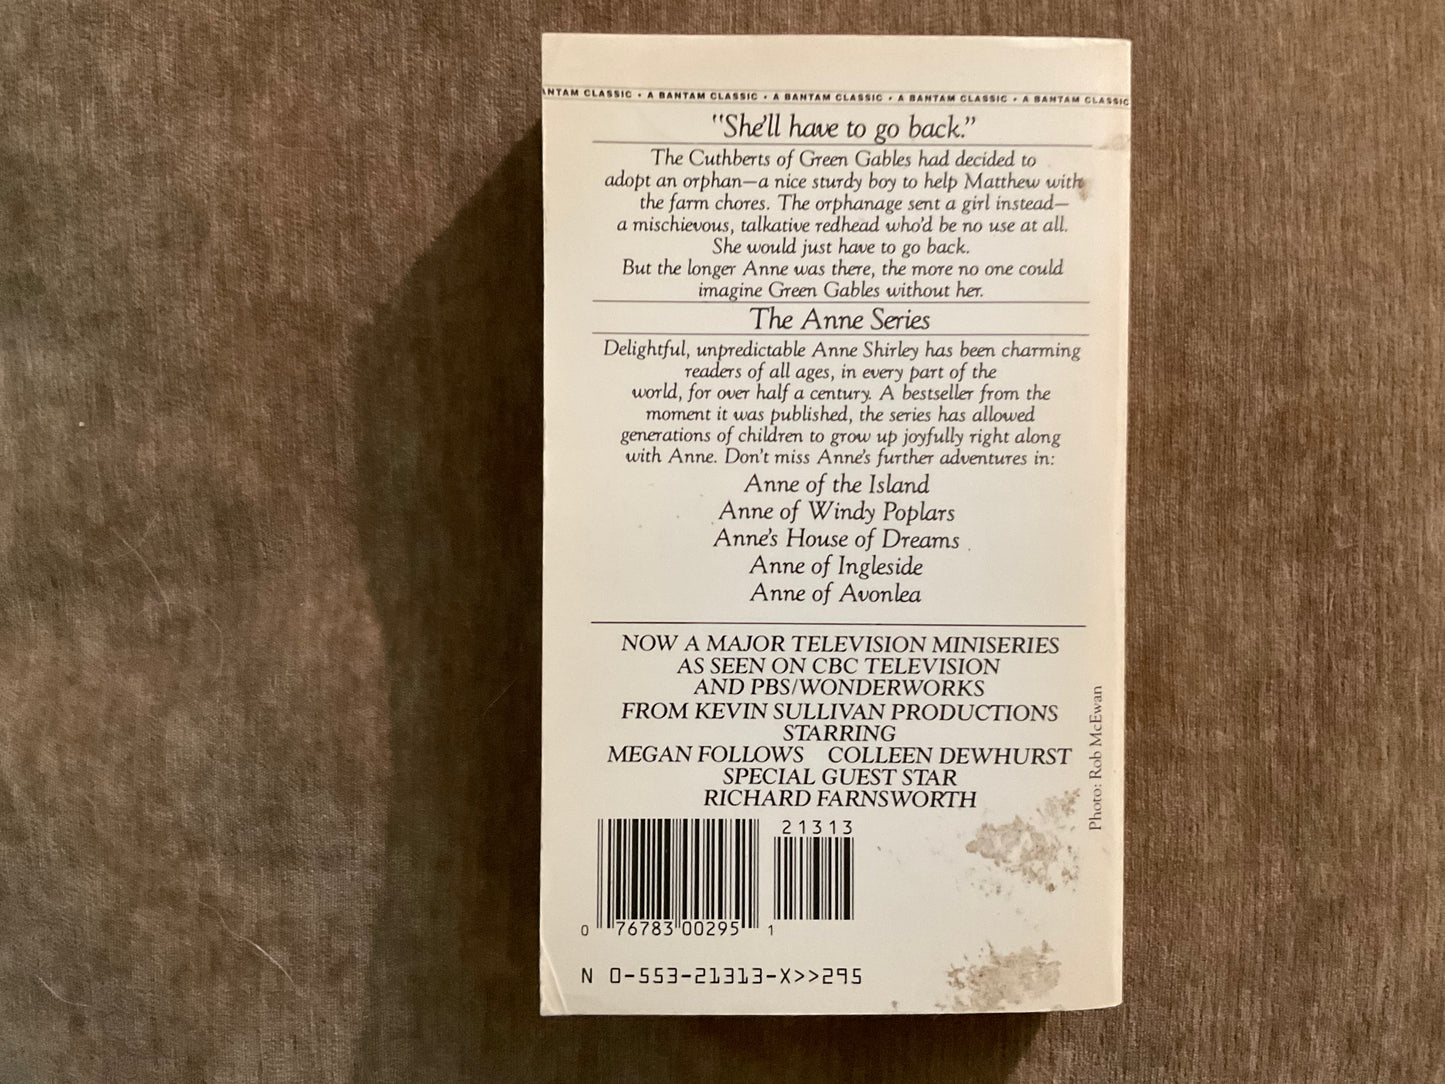 ANTAM CLASSIC • A BANTAM CLASSIC • A BANTAM CLASSIC • A BANTAM CLASSIC • A BANTAM CLASSIC
"She'll have to go back."
The Cuthberts of Green Gables had decided to
adopt an orphan—a nice sturdy boy to help Matthew with
the farm chores. The orphanage sent a girl instead—
a mischievous, talkative redhead who'd be no use at all.
She would just have to go back.
But the longer Anne was there, the more no one could
imagine Green Gables without her.
The Anne Series
Delightful, unpredictable Anne Shirley has been charming
readers of all ages, in every part of the
world, for over half a century. A bestseller from the
moment it was published, the series has allowed
generations of children to grow up joyfully right along
with Anne. Don't miss Anne's further adventures in:
Anne of the Island
Anne of Windy Poplars
Anne's House of Dreams
Anne of Ingleside
Anne of Avonlea
NOW A MAJOR TELEVISION MINISERIES
AS SEEN ON CBC TELEVISION
AND PBS/WONDERWORKS
FROM KEVIN SULLIVAN PRODUCTIONS
STARRING
MEGAN FOLLOWS COLLEEN DEWHURST
SPECIAL GUEST STAR
RICHARD FARNSWORTH
Photo: Rob McEwan
21313
0 76783 00295 1
N 0-553-21313-X>>295